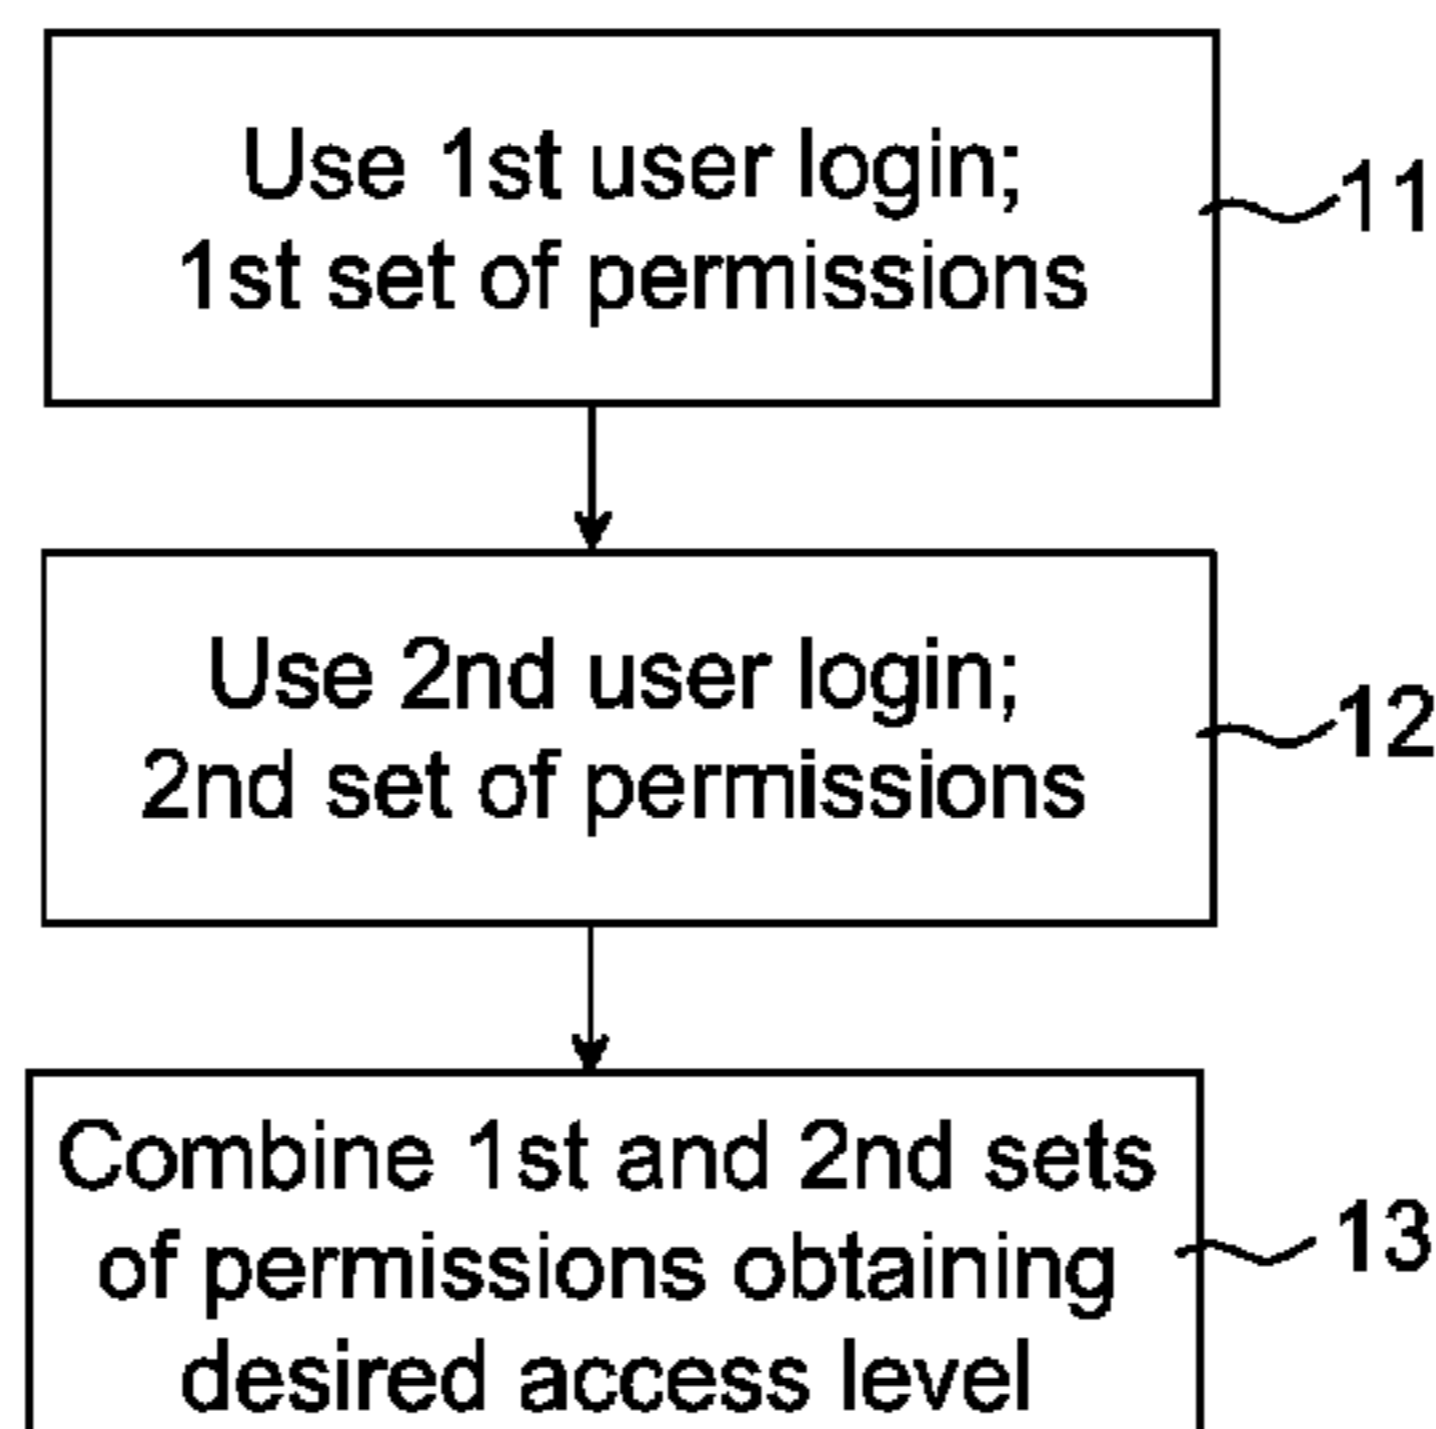 Use 1st user login;
1st set of permissions
11
Use 2nd user login;
2nd set of permissions
12
Combine 1st and 2nd sets
of permissions obtaining
desired access level
13